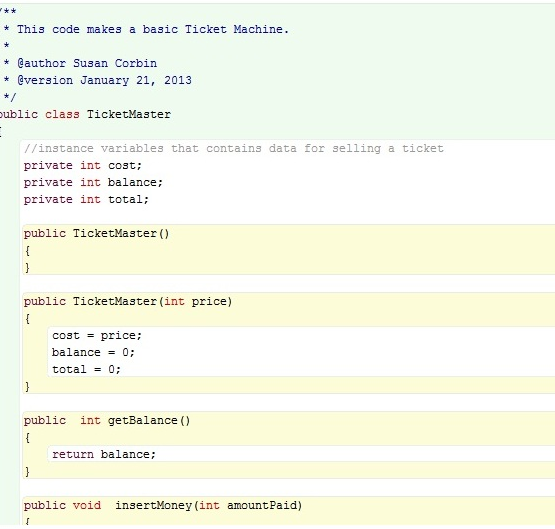 /**
 * This code makes a basic Ticket Machine.
 *
 * @author Susan Corbin
 * @version January 21, 2013
 */
public class TicketMaster
{
//instance variables that contains data for selling a ticket
private int cost;
private int balance;
private int total;
public TicketMaster()
{
}
public TicketMaster(int price)
{
cost = price;
balance = 0;
total = 0;
}
public  int getBalance()
{
return balance;
}
public void  insertMoney(int amountPaid)
{